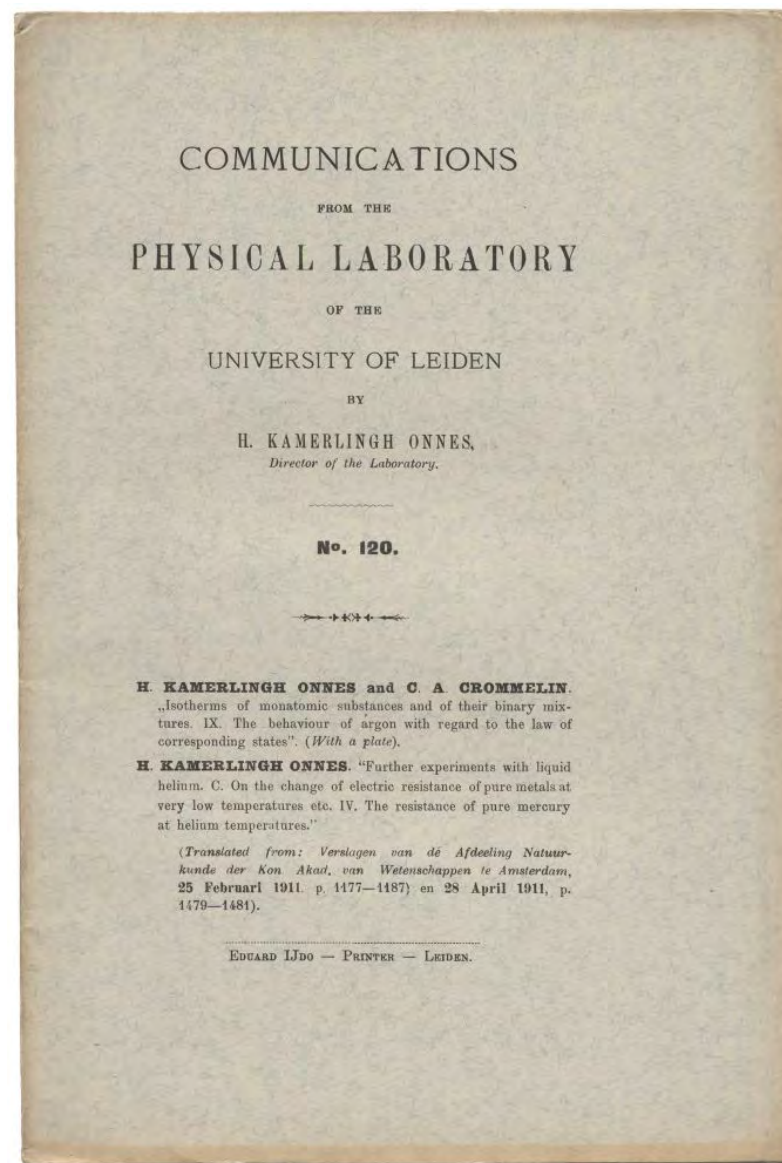 COMMUNICATIONS
FROM THE
PHYSICAL LABORATORY
OF THE
UNIVERSITY OF LEIDEN
BY
H. KAMERLINGH ONNES,
Director of the Laboratory.
No. 120.
H. KAMERLINGH ONNES and C. A. CROMMELIN.
„Isotherms of monatomic substances and of their binary mix-
tures. IX. The behaviour of argon with regard to the law of
corresponding states". (With a plate).
H. KAMERLINGH ONNES. "Further experiments with liquid
helium. C. On the change of electric resistance of pure metals at
very low temperatures etc. IV. The resistance of pure mercury
at helium temperatures."
(Translated from: Verslagen van dé Afdeeling Natuur-
kunde der Kon Akad. van Wetenschappen te Amsterdam,
25 Februari 1911. p. 1177—1187) en 28 April 1911, p.
1479—1481).
EDUARD IJDO — PRINTER — LEIDEN.